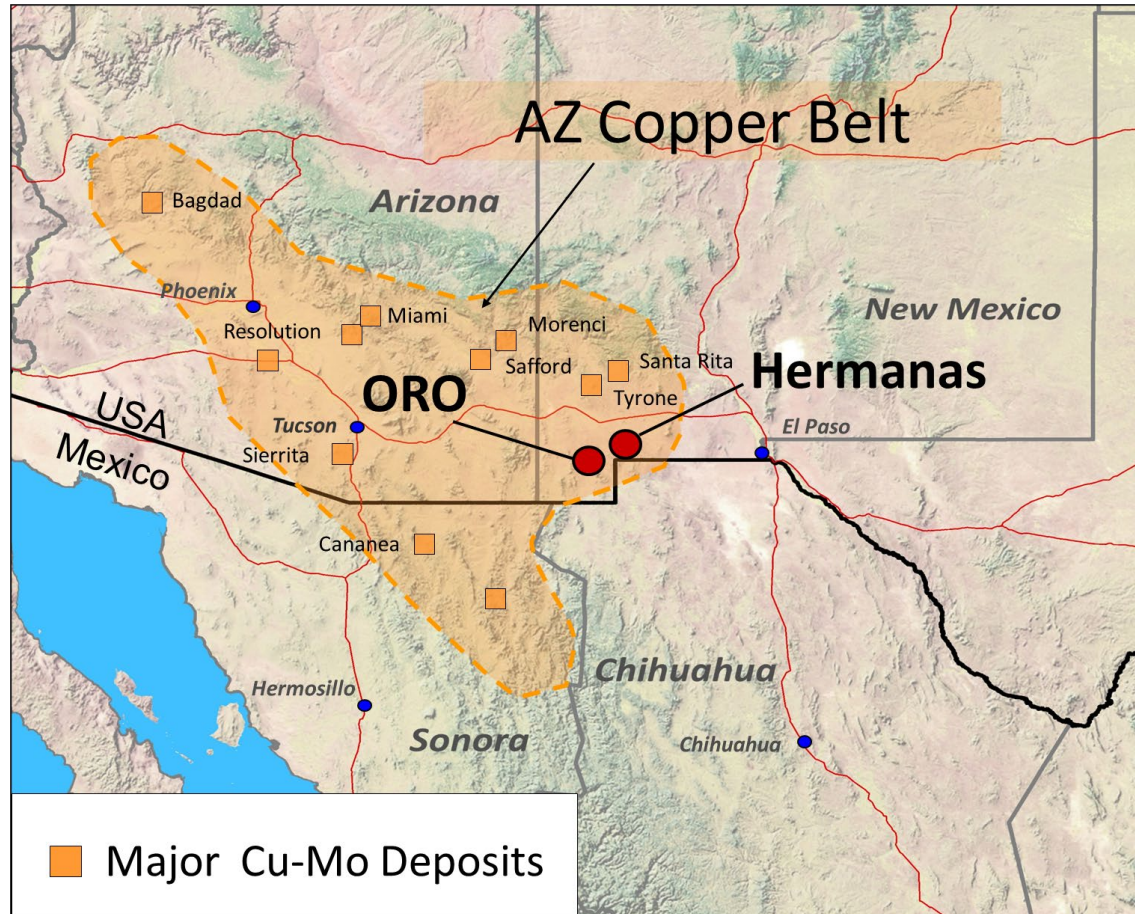 AZ Copper Belt
Bagdad
Arizona
Phoenix
New Mexico
Miami
Morenci
Resolution
Safford
Santa Rita
Hermanas
ORO
Tyrone
USA
Tucson
El Paso
Mexico
Sierrita
Cananea
Chihuahua
Hermosillo
Sonora
Chihuahua
Major Cu-Mo Deposits